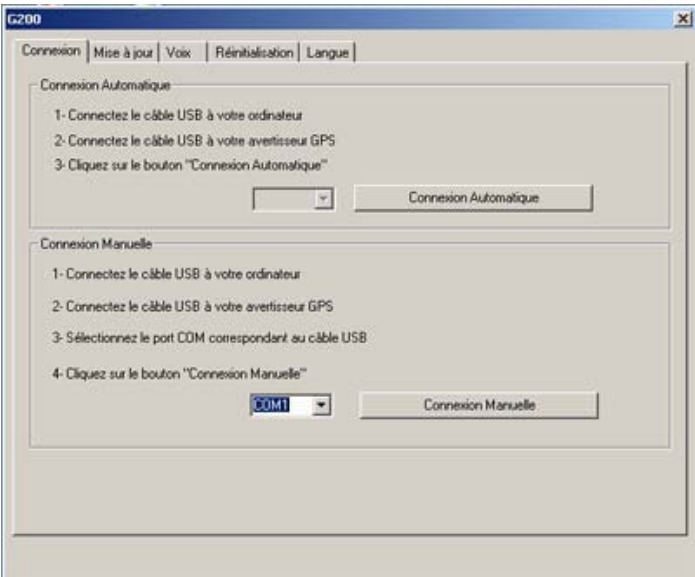 G200
Connexion Mise à jour Voix Réinitialisation Langue
Connexion Automatique
1- Connectez le câble USB à votre ordinateur
2- Connectez le câble USB à votre avertisseur GPS
3- Cliquez sur le bouton "Connexion Automatique"
Connexion Automatique
Connexion Manuelle
1- Connectez le câble USB à votre ordinateur
2- Connectez le câble USB à votre avertisseur GPS
3- Sélectionnez le port COM correspondant au câble USB
4- Cliquez sur le bouton "Connexion Manuelle"
COM1 Connexion Manuelle